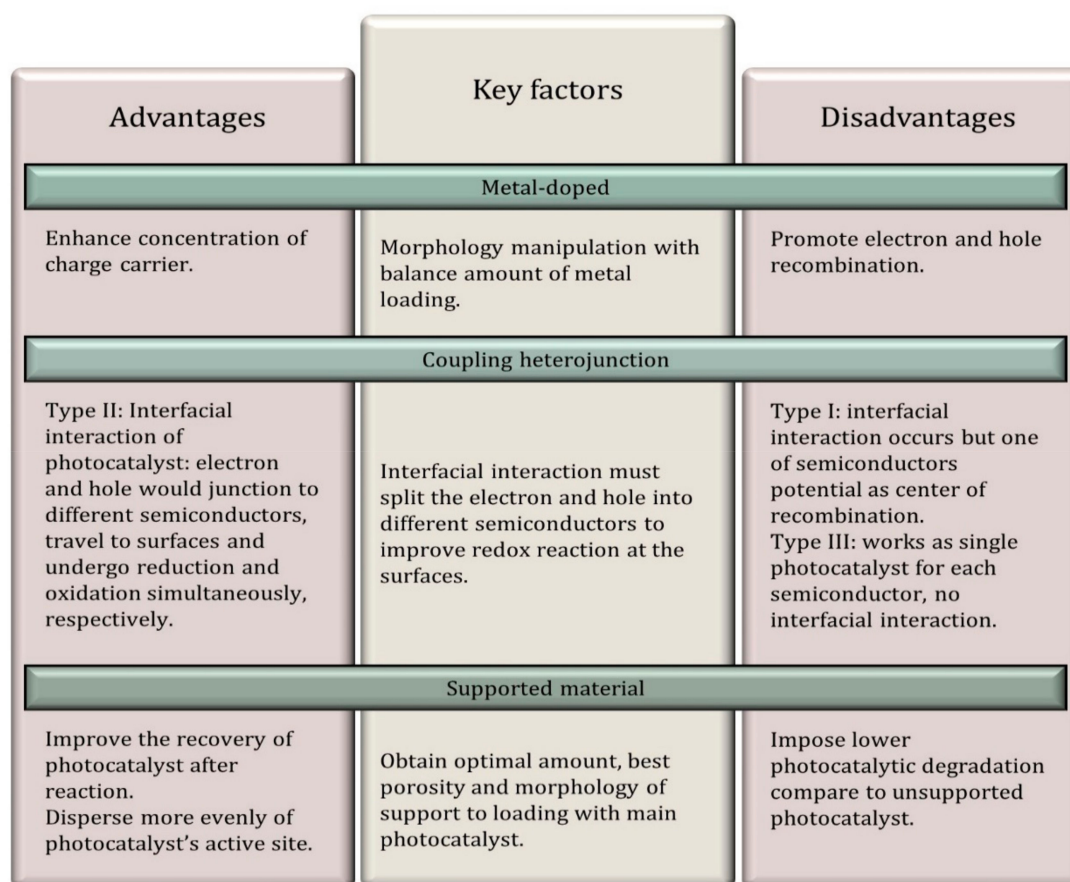 Key factors
Advantages
Disadvantages
Metal-doped
Enhance concentration of
charge carrier.
Morphology manipulation with
balance amount of metal
loading.
Promote electron and hole
recombination.
Coupling heterojunction
Type II: Interfacial
interaction of
photocatalyst: electron
and hole would junction to
different semiconductors,
travel to surfaces and
undergo reduction and
oxidation simultaneously,
respectively.
Interfacial interaction must
split the electron and hole into
different semiconductors to
improve redox reaction at the
surfaces.
Type I: interfacial
interaction occurs but one
of semiconductors
potential as center of
recombination.
Type III: works as single
photocatalyst for each
semiconductor, no
interfacial interaction.
Supported material
Improve the recovery of
photocatalyst after
reaction.
Disperse more evenly of
photocatalyst’s active site.
Obtain optimal amount, best
porosity and morphology of
support to loading with main
photocatalyst.
Impose lower
photocatalytic degradation
compare to unsupported
photocatalyst.